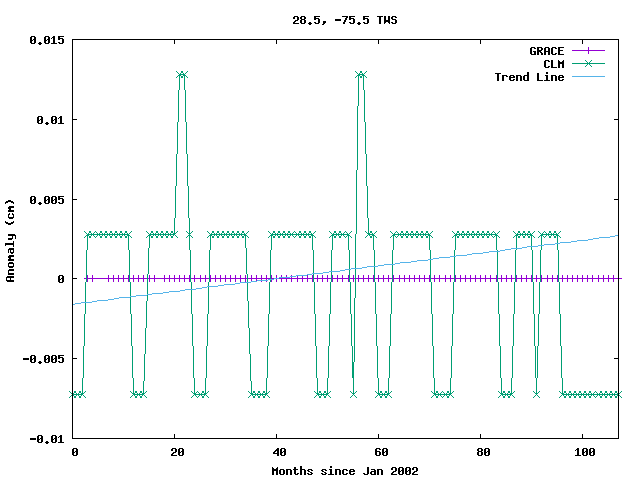 28.5, -75.5 TWS
0.015
0.01
0.005
0
-0.005
-0.01
Anomaly (cm)
GRACE
CLM
Trend Line
0 20 40 60 80 100
Months since Jan 2002